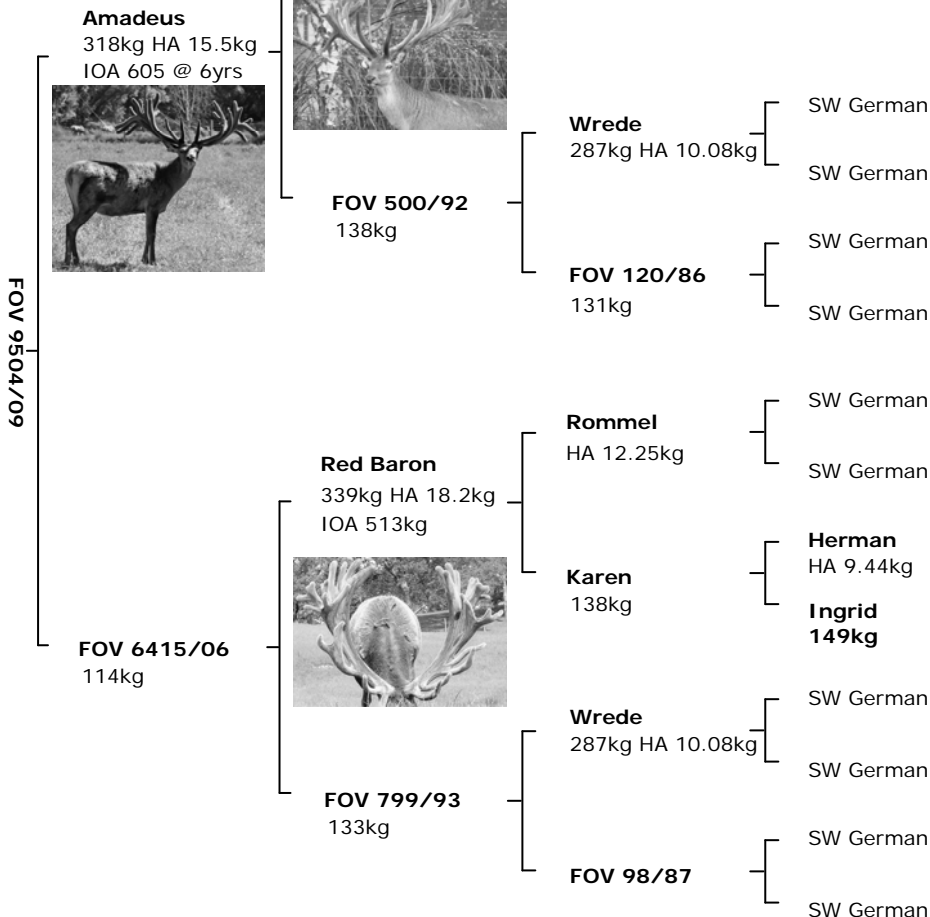 Amadeus
318kg HA 15.5kg
IOA 605 @ 6yrs
FOV 500/92
138kg
Wrede
287kg HA 10.08kg
SW German
SW German
FOV 120/86
131kg
SW German
SW German
FOV 9504/09
Red Baron
339kg HA 18.2kg
IOA 513kg
Rommel
HA 12.25kg
SW German
SW German
Karen
138kg
Herman
HA 9.44kg
Ingrid
149kg
FOV 6415/06
114kg
FOV 799/93
133kg
Wrede
287kg HA 10.08kg
SW German
SW German
FOV 98/87
SW German
SW German